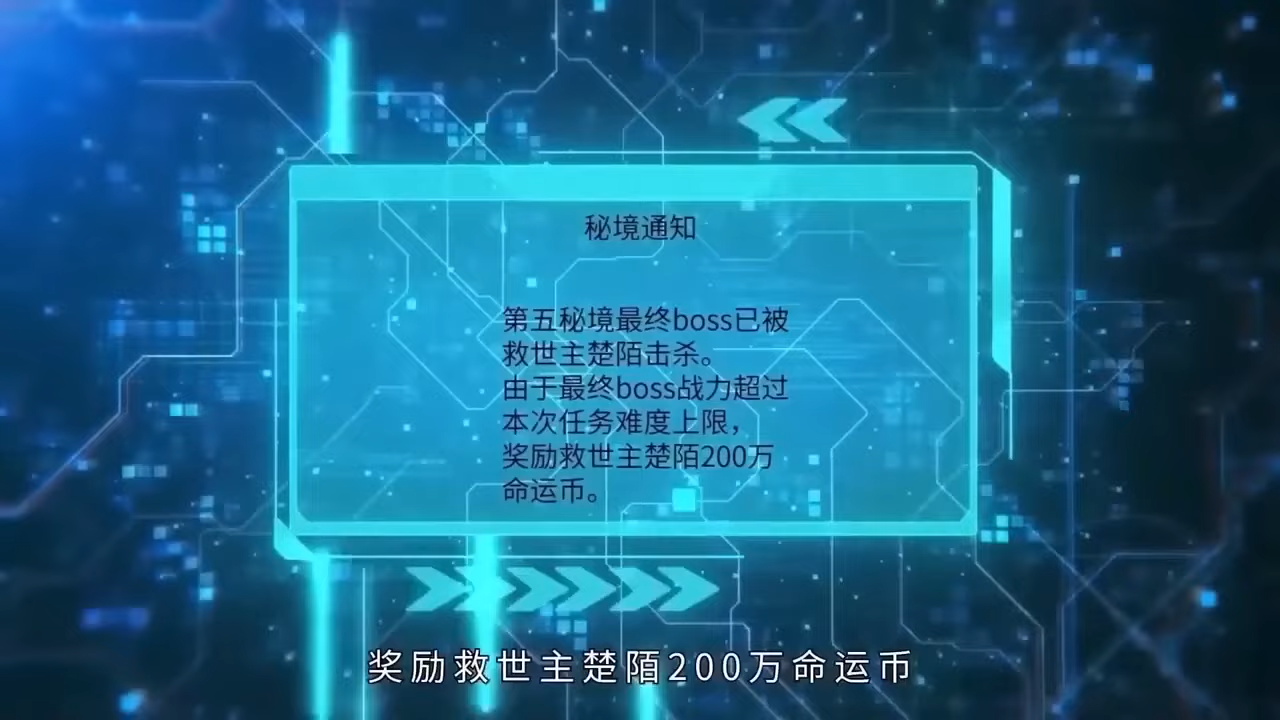 秘境通知
第五秘境最终boss已被
救世主楚陌击杀。
由于最终boss战力超过
本次任务难度上限，
奖励救世主楚陌200万
命运币。
奖励救世主楚陌200万命运币